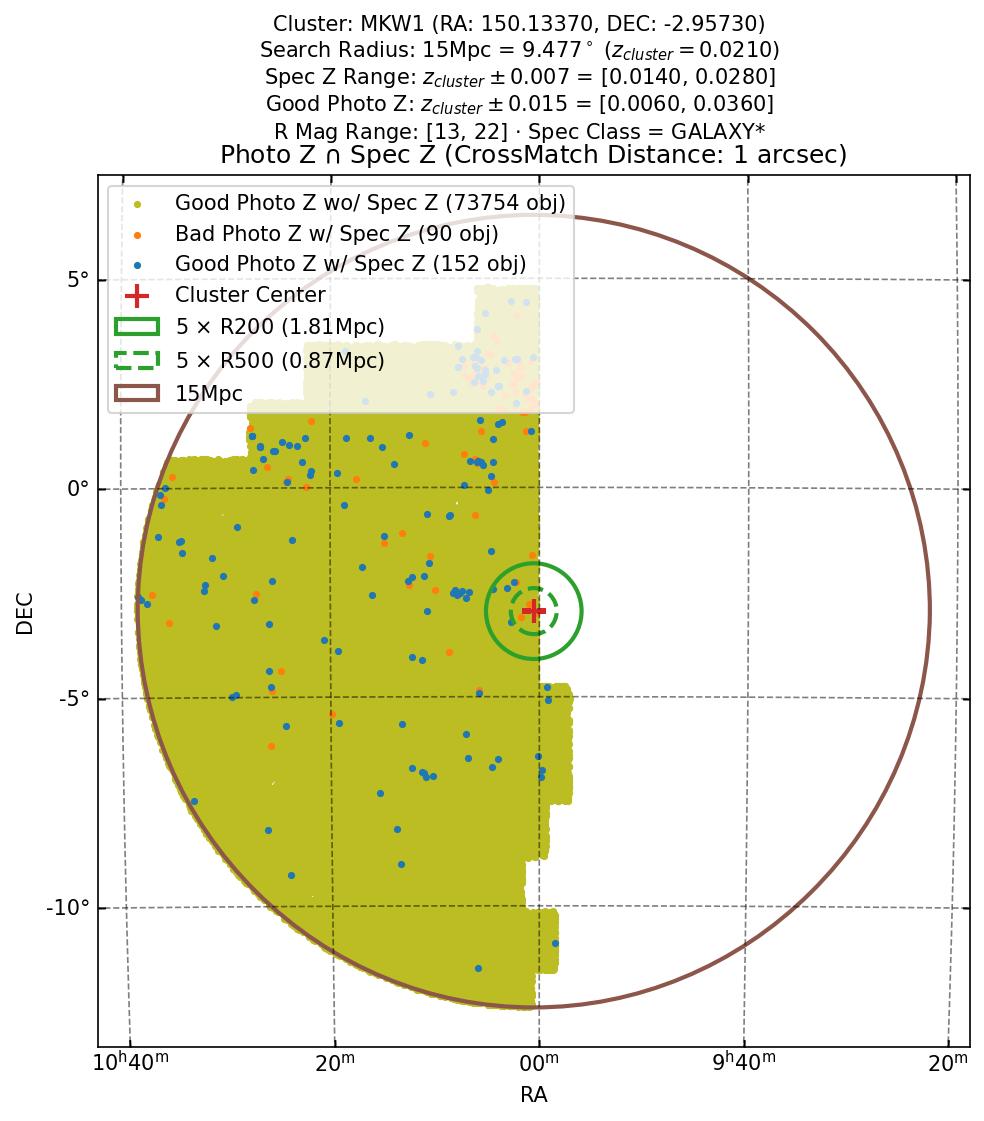 Cluster: MKW1 (RA: 150.13370, DEC: -2.95730)
Search Radius: 15Mpc = 9.477° (z_cluster = 0.0210)
Spec Z Range: z_cluster ± 0.007 = [0.0140, 0.0280]
Good Photo Z: z_cluster ± 0.015 = [0.0060, 0.0360]
R Mag Range: [13, 22] · Spec Class = GALAXY*
Photo Z ∩ Spec Z (CrossMatch Distance: 1 arcsec)
Good Photo Z wo/ Spec Z (73754 obj)
Bad Photo Z w/ Spec Z (90 obj)
Good Photo Z w/ Spec Z (152 obj)
Cluster Center
5 × R200 (1.81Mpc)
5 × R500 (0.87Mpc)
15Mpc
5°
0°
-5°
-10°
DEC
10ʰ40ᵐ 20ᵐ 00ᵐ 9ʰ40ᵐ 20ᵐ
RA